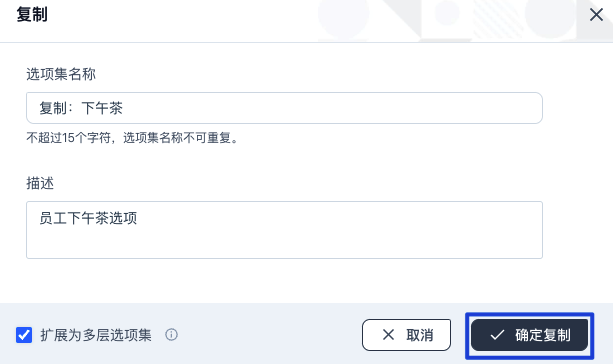 复制
选项集名称
复制：下午茶
不超过15个字符，选项集名称不可重复。
描述
员工下午茶选项
扩展为多层选项集
取消
确定复制